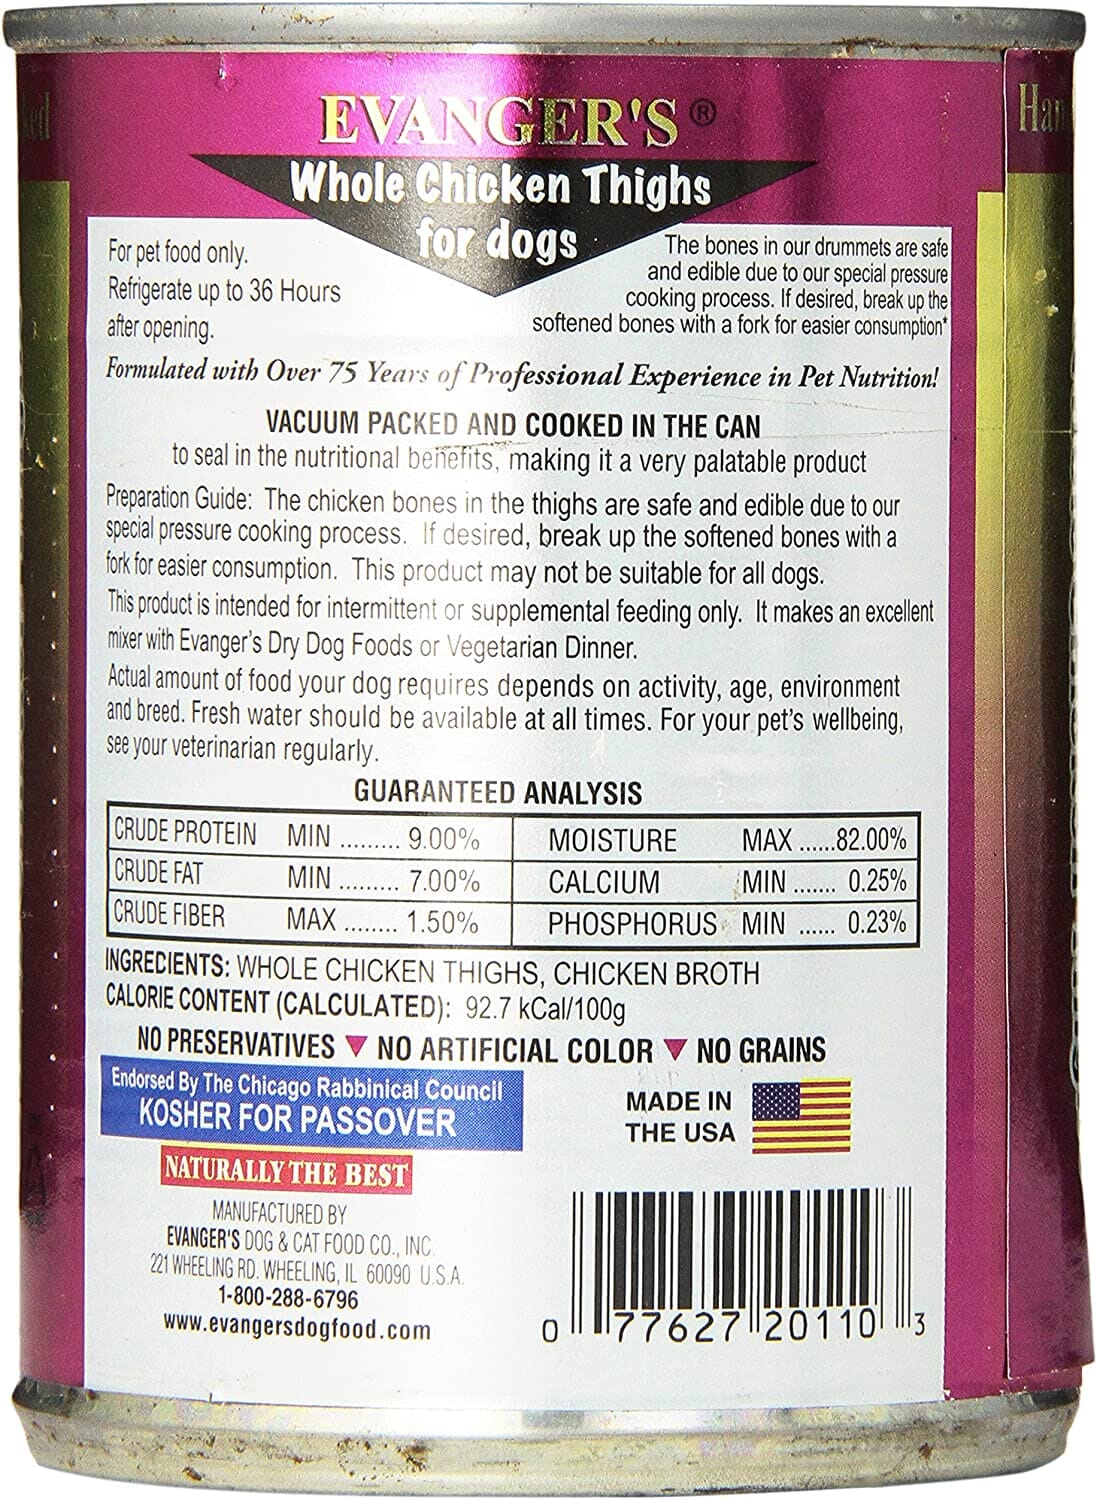 ked
Han
EVANGER'S®
Whole Chicken Thighs
for dogs
For pet food only.
Refrigerate up to 36 Hours
after opening.
The bones in our drummets are safe
and edible due to our special pressure
cooking process. If desired, break up the
softened bones with a fork for easier consumption*
Formulated with Over 75 Years of Professional Experience in Pet Nutrition!
VACUUM PACKED AND COOKED IN THE CAN
to seal in the nutritional benefits, making it a very palatable product
Preparation Guide: The chicken bones in the thighs are safe and edible due to our
special pressure cooking process. If desired, break up the softened bones with a
fork for easier consumption. This product may not be suitable for all dogs.
This product is intended for intermittent or supplemental feeding only. It makes an excellent
mixer with Evanger's Dry Dog Foods or Vegetarian Dinner.
Actual amount of food your dog requires depends on activity, age, environment
and breed. Fresh water should be available at all times. For your pet's wellbeing,
see your veterinarian regularly.
GUARANTEED ANALYSIS
CRUDE PROTEIN MIN ......... 9.00% MOISTURE MAX ......82.00%
CRUDE FAT MIN ......... 7.00% CALCIUM MIN ....... 0.25%
CRUDE FIBER MAX ........ 1.50% PHOSPHORUS MIN ...... 0.23%
INGREDIENTS: WHOLE CHICKEN THIGHS, CHICKEN BROTH
CALORIE CONTENT (CALCULATED): 92.7 kCal/100g
NO PRESERVATIVES ▼ NO ARTIFICIAL COLOR ▼ NO GRAINS
Endorsed By The Chicago Rabbinical Council
KOSHER FOR PASSOVER
MADE IN
THE USA
NATURALLY THE BEST
MANUFACTURED BY
EVANGER'S DOG & CAT FOOD CO., INC.
221 WHEELING RD. WHEELING, IL 60090 U.S.A.
1-800-288-6796
www.evangersdogfood.com
0 77627 20110 3